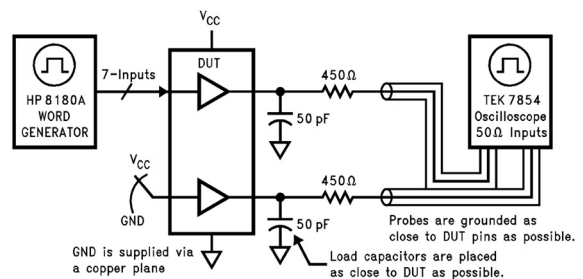 VCC
DUT
7-Inputs
HP 8180A
WORD
GENERATOR
450Ω
50 pF
TEK 7854
Oscilloscope
50Ω Inputs
VCC
GND
450Ω
50 pF
GND is supplied via
a copper plane
Probes are grounded as
close to DUT pins as possible.
Load capacitors are placed
as close to DUT as possible.